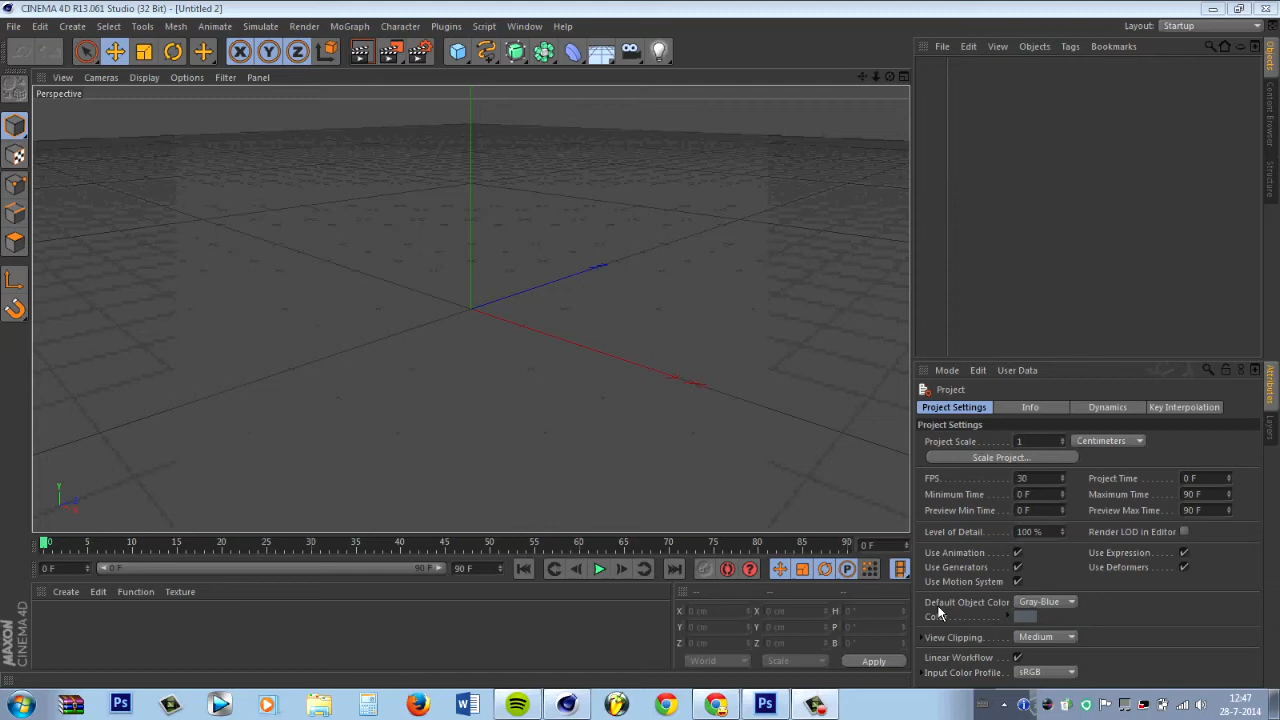 CINEMA 4D R13.061 Studio (32 Bit) - [Untitled 2]
File Edit Create Select Tools Mesh Animate Simulate Render MoGraph Character Plugins Script Window Help Layout: Startup
View Cameras Display Options Filter Panel
Perspective
Y
File Edit View Objects Tags Bookmarks
Objects
Content Browser
Structure
Mode Edit User Data
Attributes
Layers
Project
Project Settings Info Dynamics Key Interpolation
Project Settings
Project Scale 1 Centimeters
Scale Project...
FPS 30 Project Time 0 F
Minimum Time 0 F Maximum Time 90 F
Preview Min Time 0 F Preview Max Time 90 F
Level of Detail 100 % Render LOD in Editor
Use Animation Use Expression
Use Generators Use Deformers
Use Motion System
Default Object Color Gray-Blue
View Clipping Medium
Linear Workflow
Input Color Profile sRGB
0 5 10 15 20 25 30 35 40 45 50 55 60 65 70 75 80 85 90 0 F
0 F 0 F 90 F 90 F
Create Edit Function Texture
-- -- --
X 0 cm X 0 cm H 0 °
Y 0 cm Y 0 cm P 0 °
Z 0 cm Z 0 cm B 0 °
World Scale Apply
MAXON
CINEMA 4D
12:47
28-7-2014